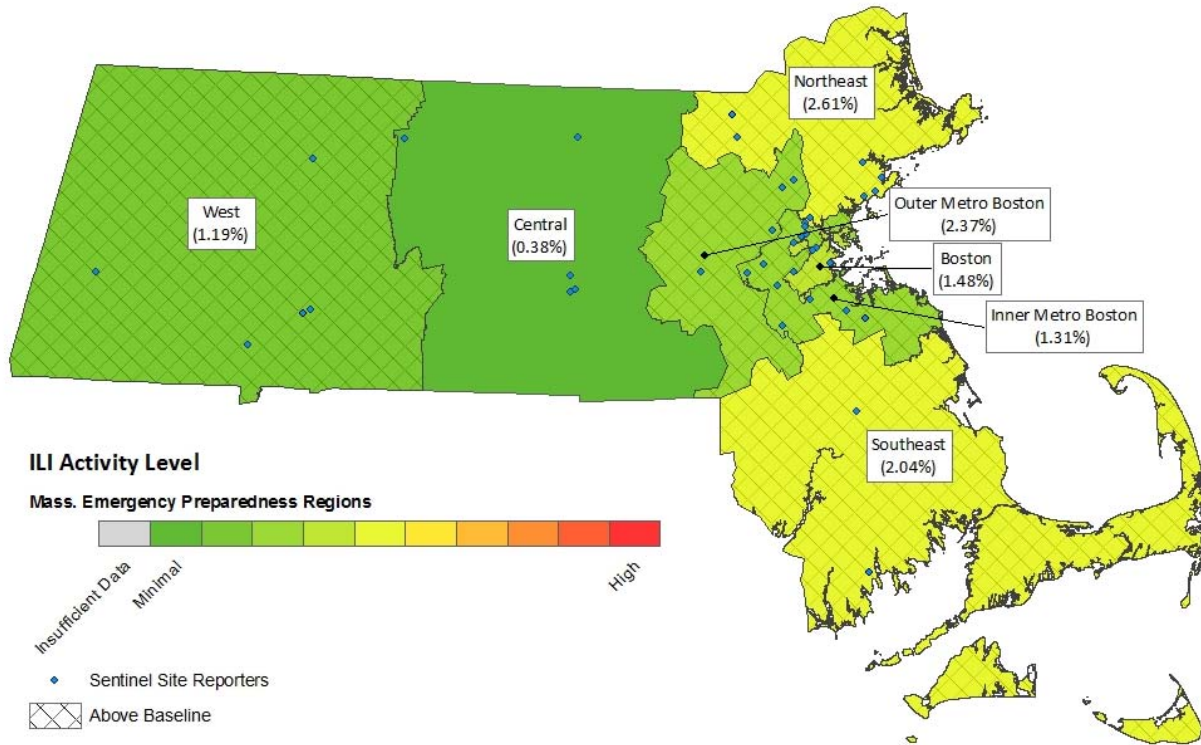 Northeast
(2.61%)
Outer Metro Boston
(2.37%)
West
(1.19%)
Central
(0.38%)
Boston
(1.48%)
Inner Metro Boston
(1.31%)
Southeast
(2.04%)
ILI Activity Level
Mass. Emergency Preparedness Regions
Insufficient Data
Minimal
High
Sentinel Site Reporters
Above Baseline